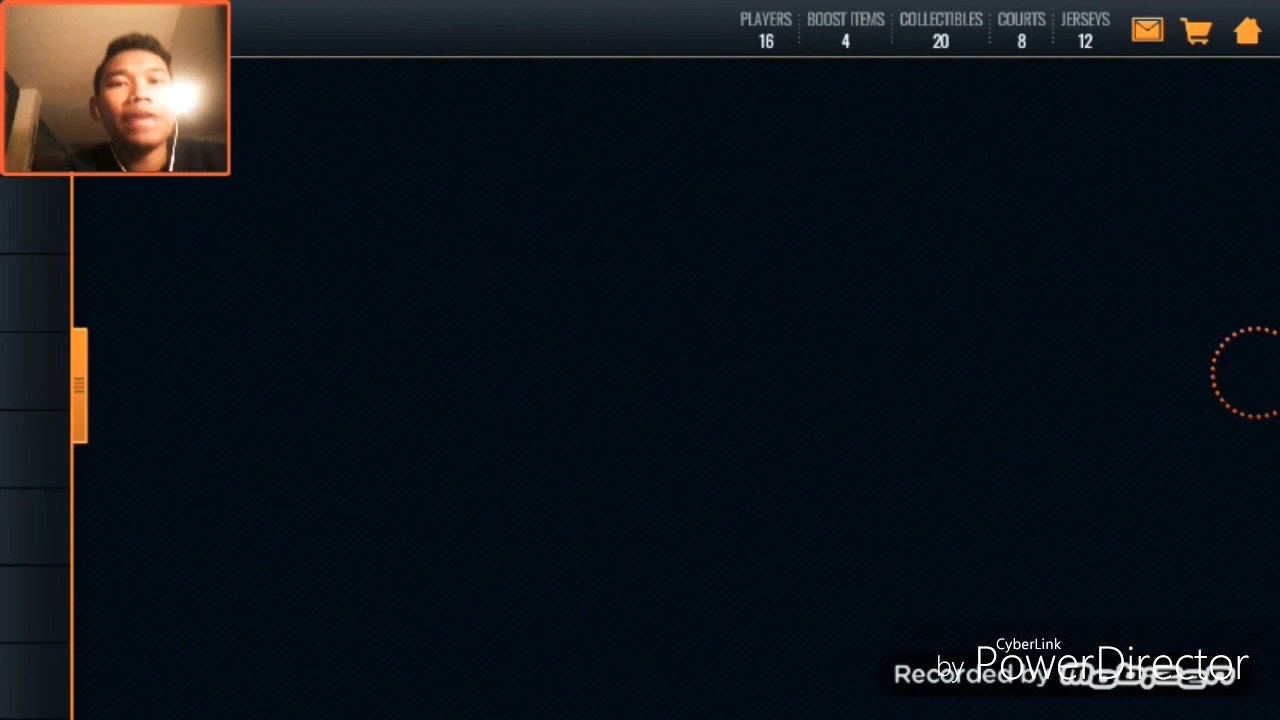 PLAYERS BOOST ITEMS COLLECTIBLES COURTS JERSEYS
16 4 20 8 12
CyberLink
by PowerDirector
Recorded by